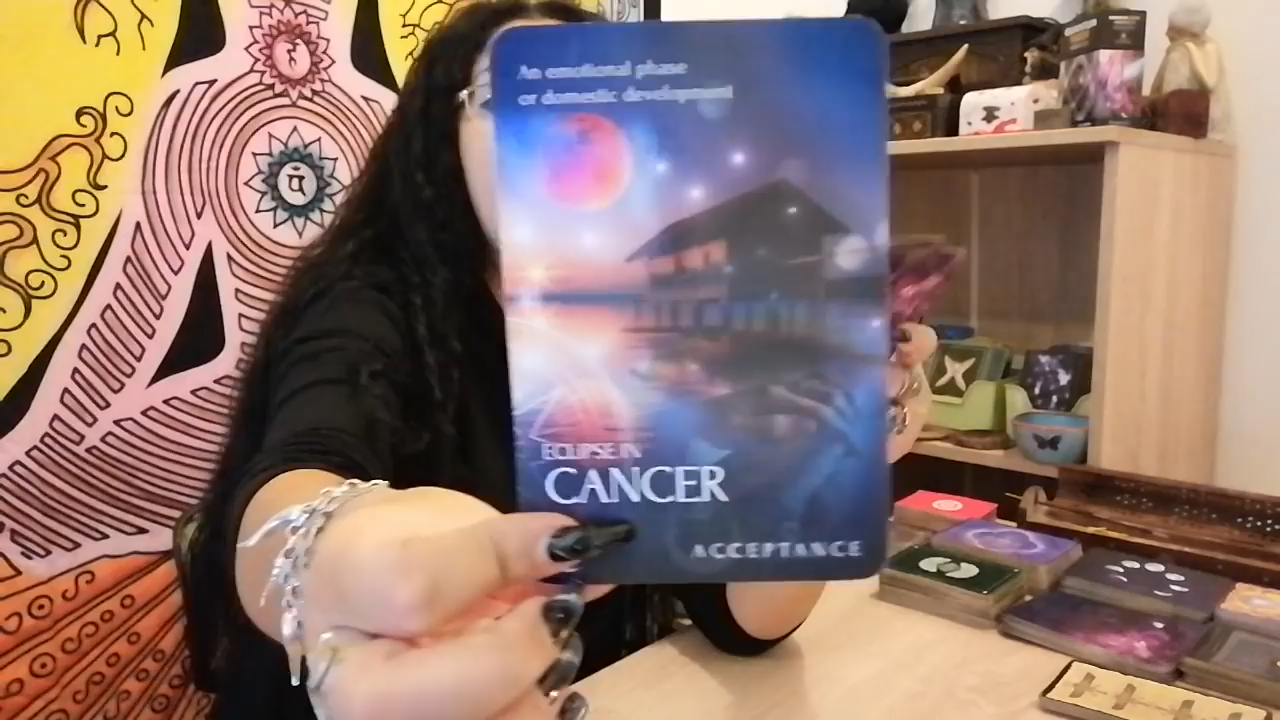 An emotional phase
or domestic development
ECLIPSE IN
CANCER
ACCEPTANCE